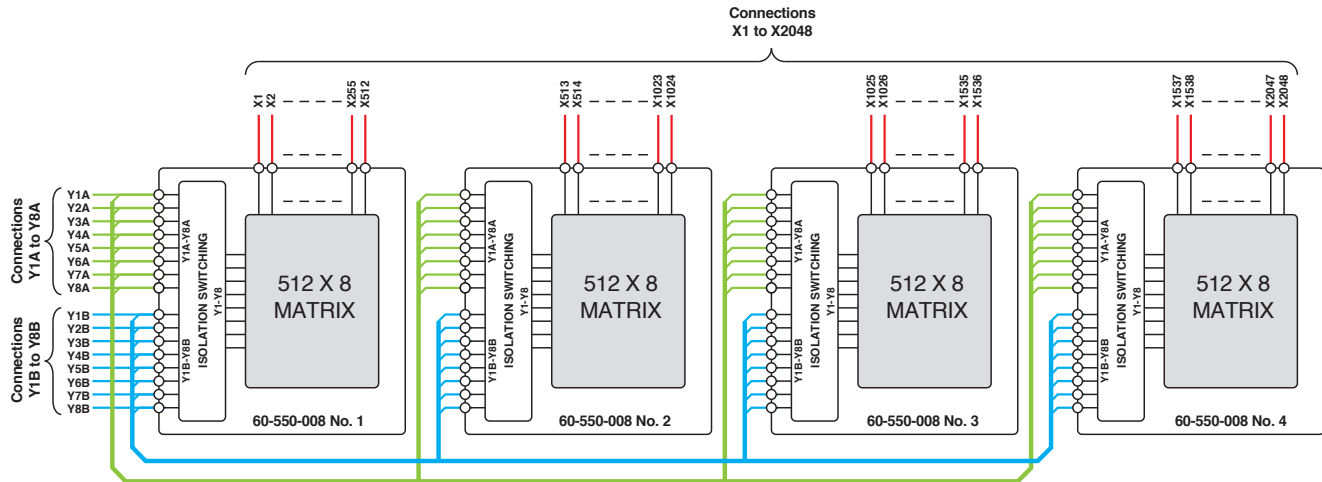 Connections
X1 to X2048
X1
X2
X255
X512
X513
X514
X1023
X1024
X1025
X1026
X1535
X1536
X1537
X1538
X2047
X2048
Connections
Y1A to Y8A
Y1A
Y2A
Y3A
Y4A
Y5A
Y6A
Y7A
Y8A
Connections
Y1B to Y8B
Y1B
Y2B
Y3B
Y4B
Y5B
Y6B
Y7B
Y8B
Y1A-Y8A
Y1B-Y8B
ISOLATION SWITCHING
Y1-Y8
512 X 8
MATRIX
60-550-008 No. 1
Y1A-Y8A
Y1B-Y8B
ISOLATION SWITCHING
Y1-Y8
512 X 8
MATRIX
60-550-008 No. 2
Y1A-Y8A
Y1B-Y8B
ISOLATION SWITCHING
Y1-Y8
512 X 8
MATRIX
60-550-008 No. 3
Y1A-Y8A
Y1B-Y8B
ISOLATION SWITCHING
Y1-Y8
512 X 8
MATRIX
60-550-008 No. 4